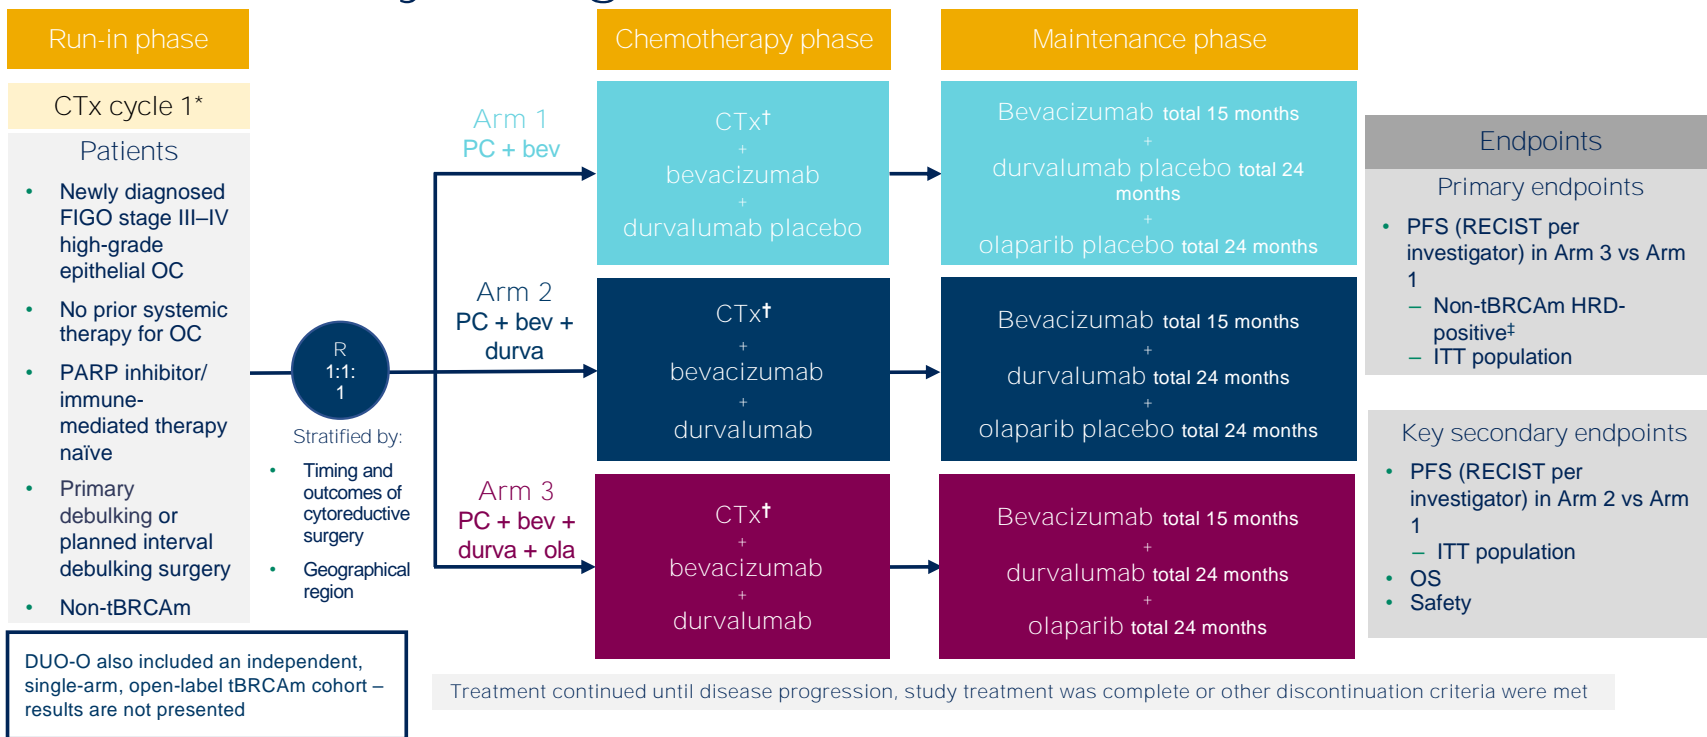 Run-in phase
CTx cycle 1*
Patients
• Newly diagnosed
FIGO stage III–IV
high-grade
epithelial OC
• No prior systemic
therapy for OC
• PARP inhibitor/
immune-
mediated therapy
naïve
• Primary
debulking or
planned interval
debulking surgery
• Non-tBRCAm
DUO-O also included an independent,
single-arm, open-label tBRCAm cohort –
results are not presented
R
1:1:
1
Stratified by:
• Timing and
outcomes of
cytoreductive
surgery
• Geographical
region
Arm 1
PC + bev
Arm 2
PC + bev +
durva
Arm 3
PC + bev +
durva + ola
Chemotherapy phase
CTx†
+
bevacizumab
+
durvalumab placebo
CTx†
+
bevacizumab
+
durvalumab
CTx†
+
bevacizumab
+
durvalumab
Maintenance phase
Bevacizumab total 15 months
+
durvalumab placebo total 24
months
+
olaparib placebo total 24 months
Bevacizumab total 15 months
+
durvalumab total 24 months
+
olaparib placebo total 24 months
Bevacizumab total 15 months
+
durvalumab total 24 months
+
olaparib total 24 months
Endpoints
Primary endpoints
• PFS (RECIST per
investigator) in Arm 3 vs Arm
1
– Non-tBRCAm HRD-
positive‡
– ITT population
Key secondary endpoints
• PFS (RECIST per
investigator) in Arm 2 vs Arm
1
– ITT population
• OS
• Safety
Treatment continued until disease progression, study treatment was complete or other discontinuation criteria were met